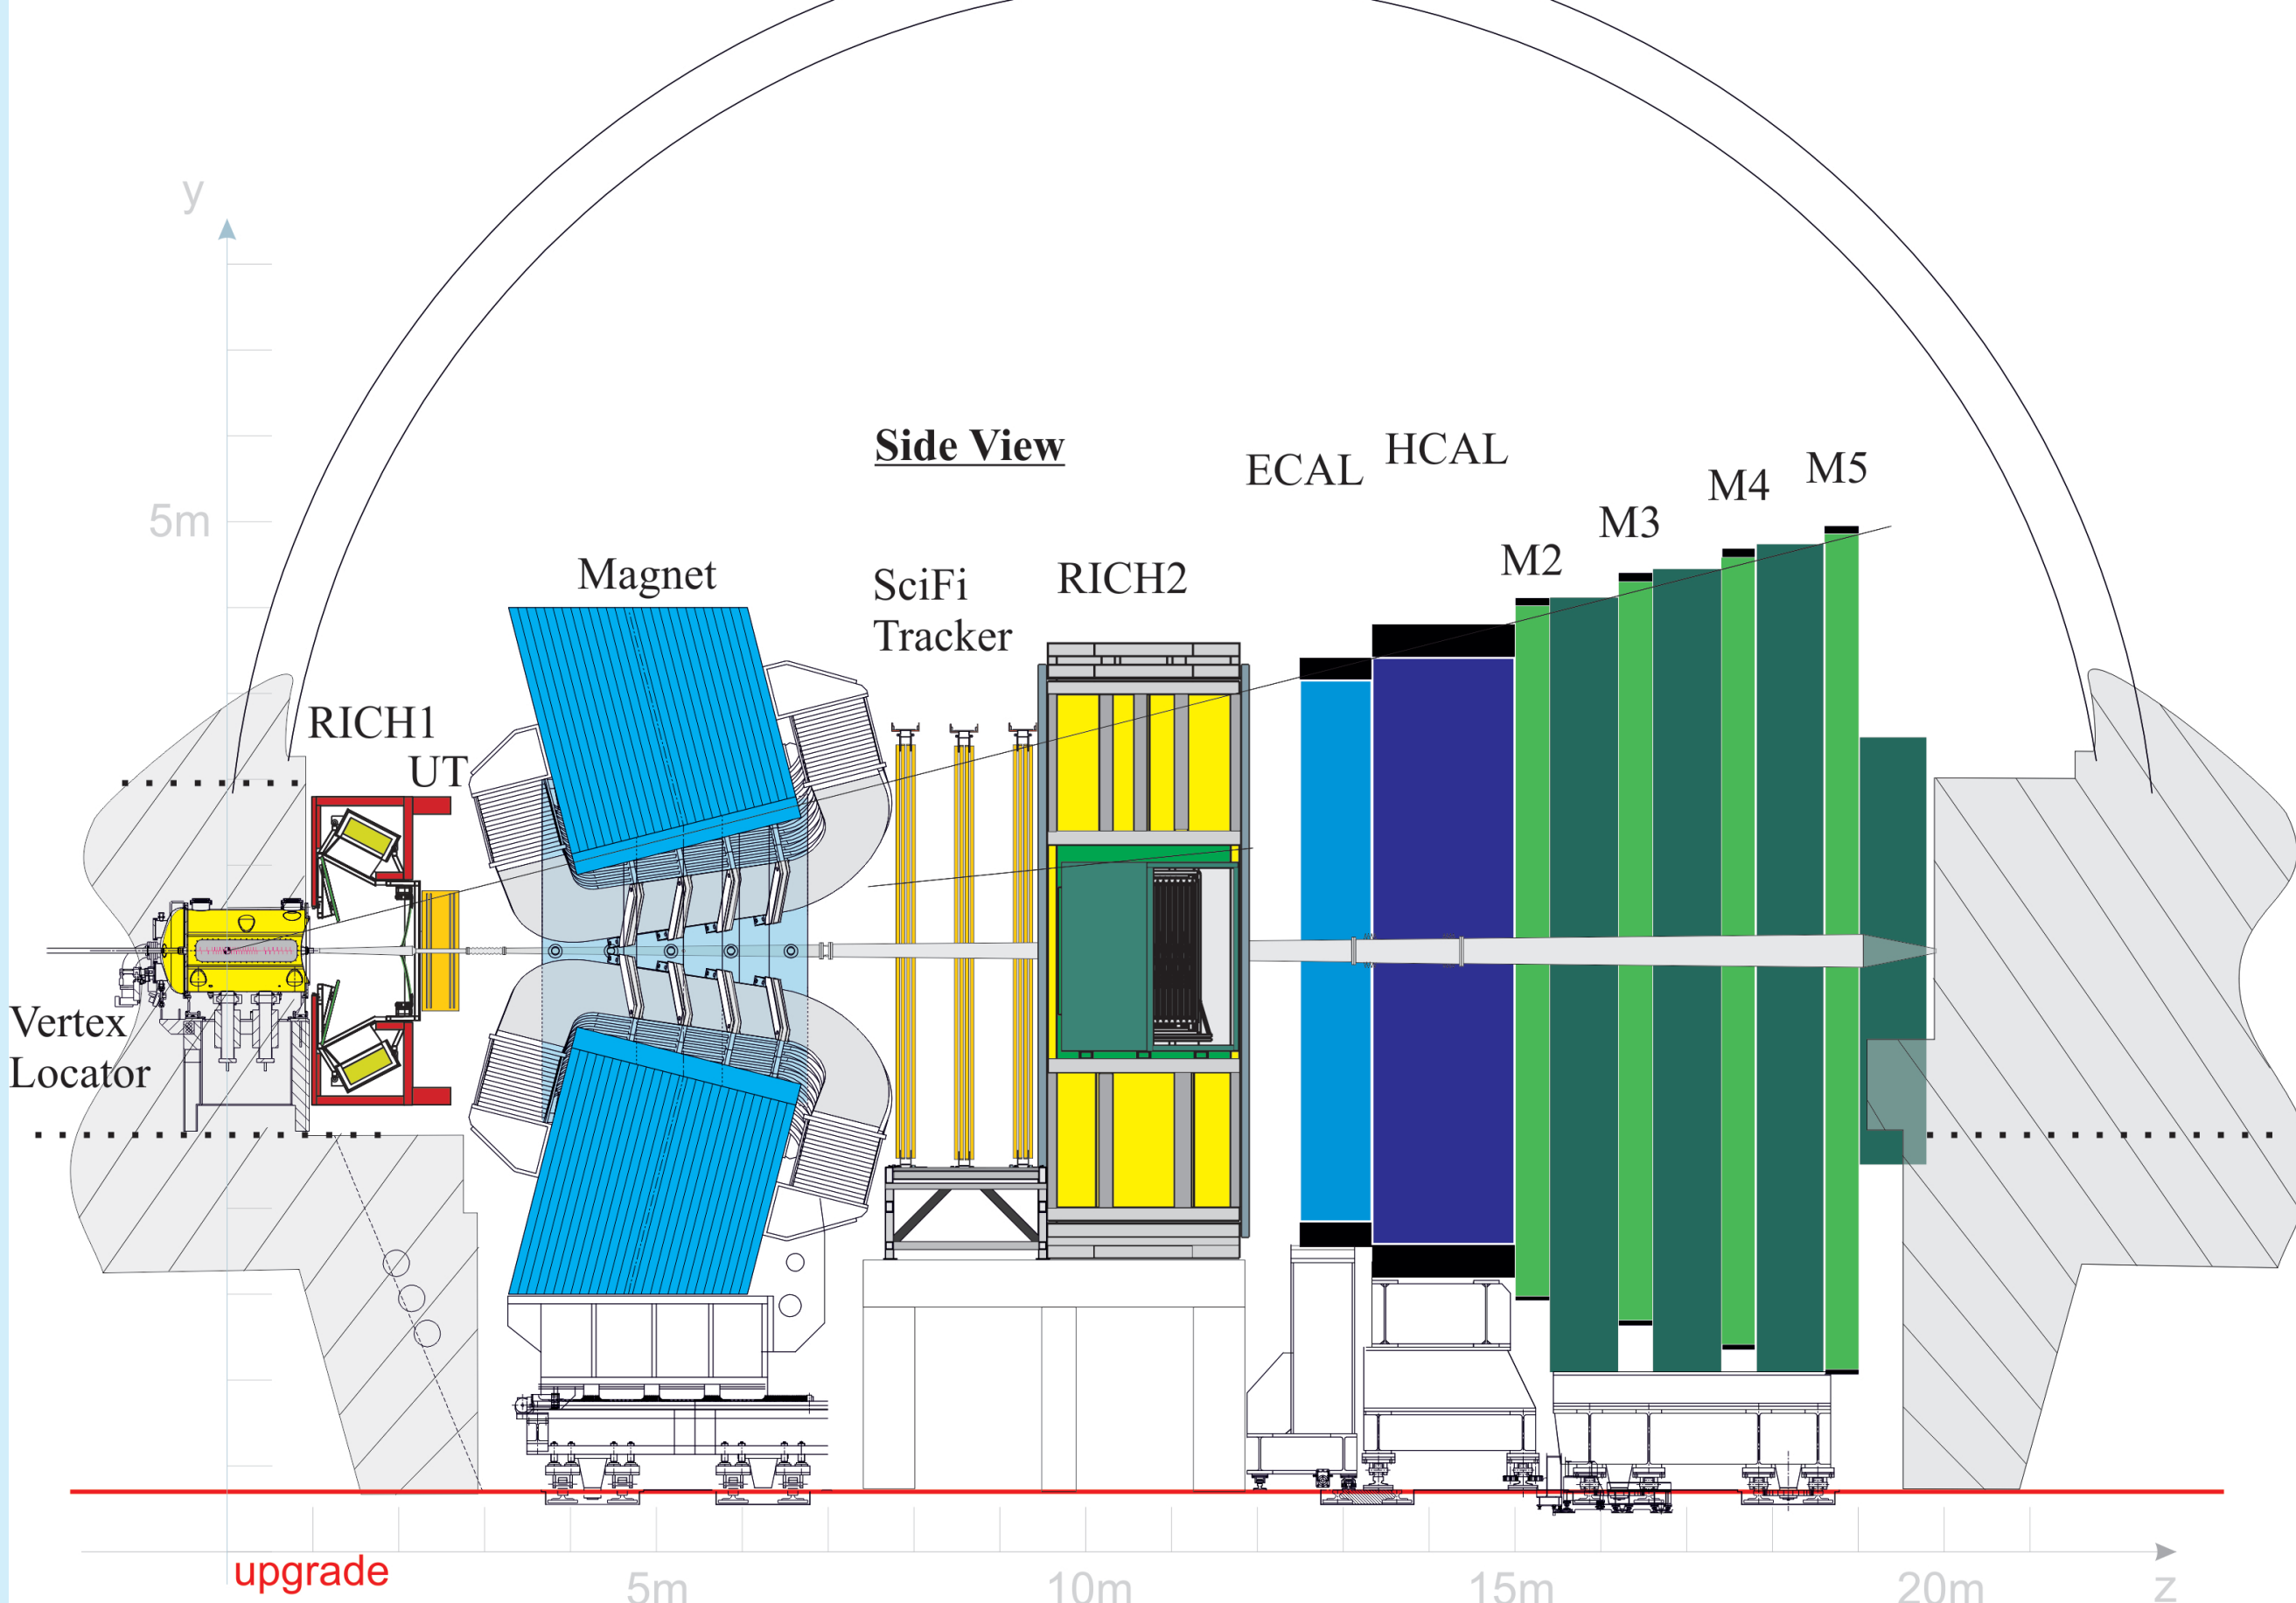 y
5m
Side View
ECAL
HCAL
M2
M3
M4
M5
Magnet
SciFi
Tracker
RICH2
RICH1
UT
Vertex
Locator
upgrade
5m
10m
15m
20m
z